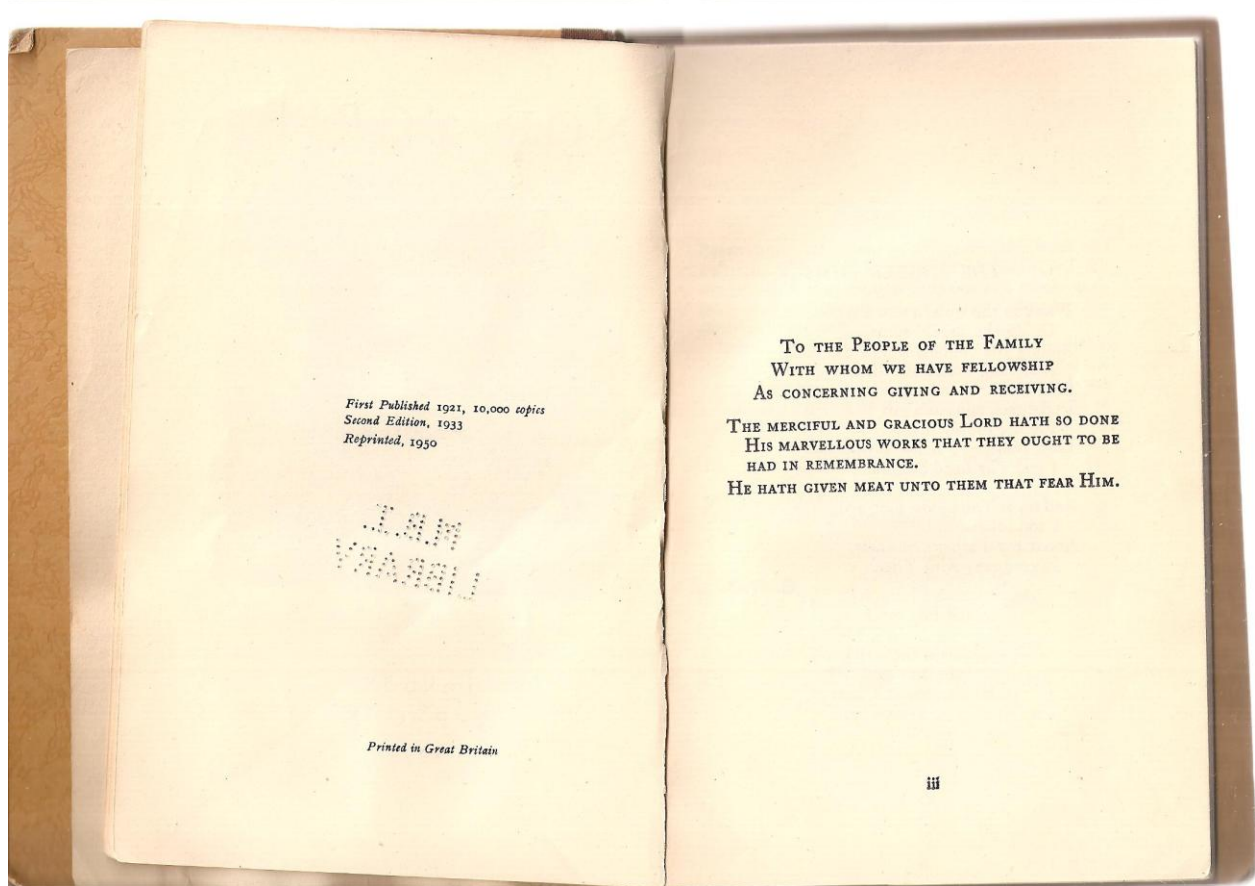 First Published 1921, 10,000 copies
Second Edition, 1933
Reprinted, 1950
M.B.I.
LIBRARY
Printed in Great Britain
TO THE PEOPLE OF THE FAMILY
WITH WHOM WE HAVE FELLOWSHIP
AS CONCERNING GIVING AND RECEIVING.
THE MERCIFUL AND GRACIOUS LORD HATH SO DONE
HIS MARVELLOUS WORKS THAT THEY OUGHT TO BE
HAD IN REMEMBRANCE.
HE HATH GIVEN MEAT UNTO THEM THAT FEAR HIM.
iii